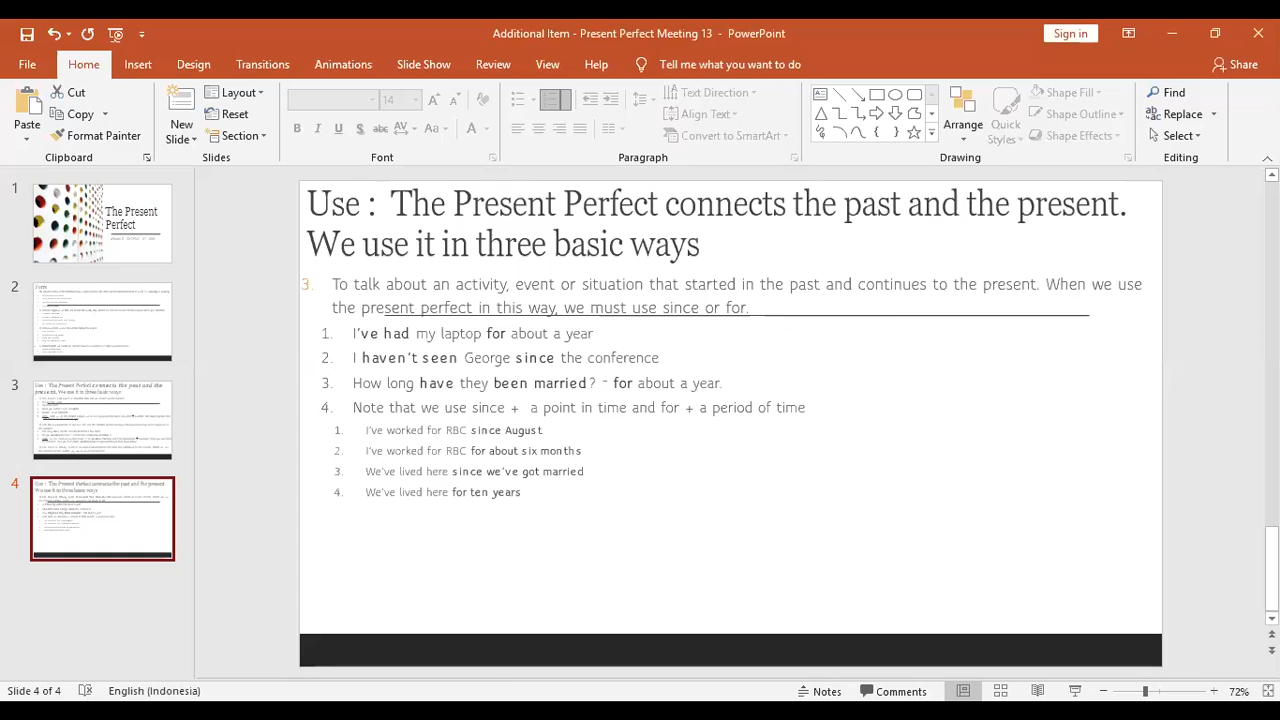 Additional Item - Present Perfect Meeting 13 - PowerPoint
Sign in
File Home Insert Design Transitions Animations Slide Show Review View Help Tell me what you want to do Share
Paste
Cut
Copy
Format Painter
Clipboard
New Slide
Layout
Reset
Section
Slides
14
Font
Text Direction
Align Text
Convert to SmartArt
Paragraph
Arrange
Quick Styles
Shape Fill
Shape Outline
Shape Effects
Drawing
Find
Replace
Select
Editing
1
The Present Perfect
2
3
4
Use : The Present Perfect connects the past and the present.
We use it in three basic ways
3. To talk about an activity, event or situation that started in the past and continues to the present. When we use
the present perfect in this way, we must use since or for
1. I've had my laptop for about a year
2. I haven't seen George since the conference
3. How long have they been married? - for about a year.
4. Note that we use since + a point in time and for + a period of time
1. I've worked for RBC since August
2. I've worked for RBC for about six months
3. We've lived here since we've got married
4. We've lived here for ten years
Slide 4 of 4 English (Indonesia) Notes Comments 72%